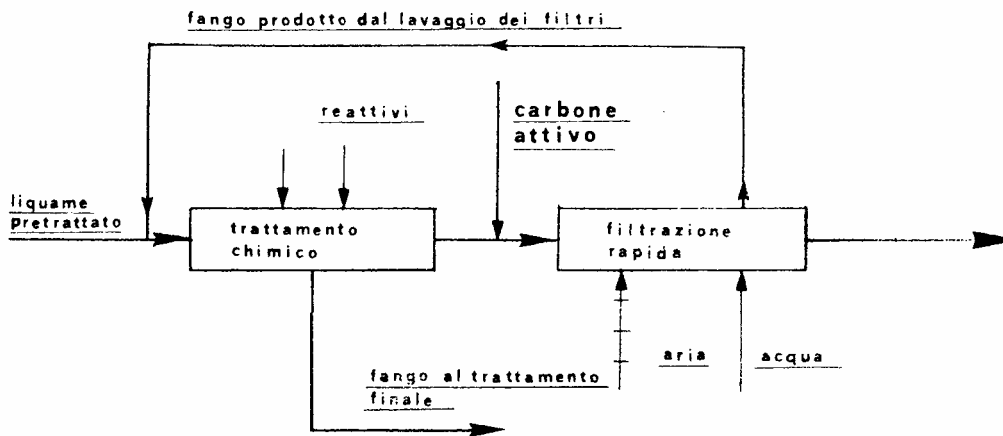 fango prodotto dal lavaggio dei filtri
reattivi
carbone
attivo
liquame
pretrattato
trattamento
chimico
filtrazione
rapida
aria
acqua
fango al trattamento
finale